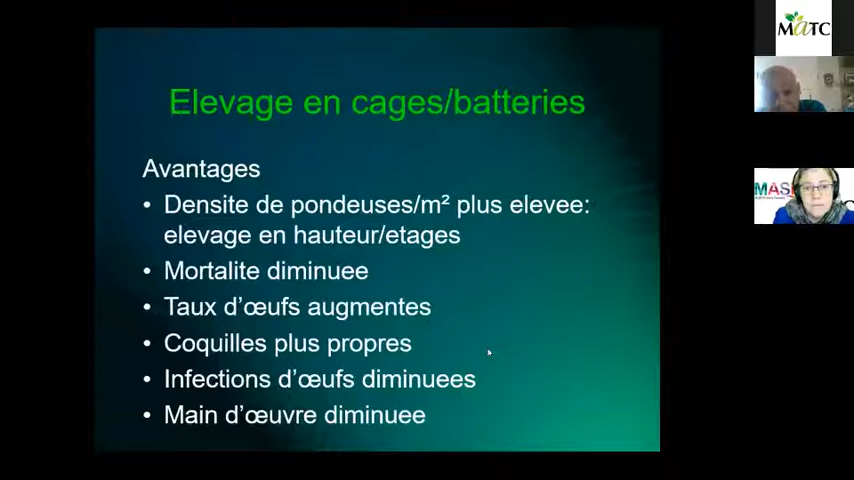 Elevage en cages/batteries
Avantages
• Densite de pondeuses/m² plus elevee:
elevage en hauteur/etages
• Mortalite diminuee
• Taux d’œufs augmentes
• Coquilles plus propres
• Infections d’œufs diminuees
• Main d’œuvre diminuee
MATC